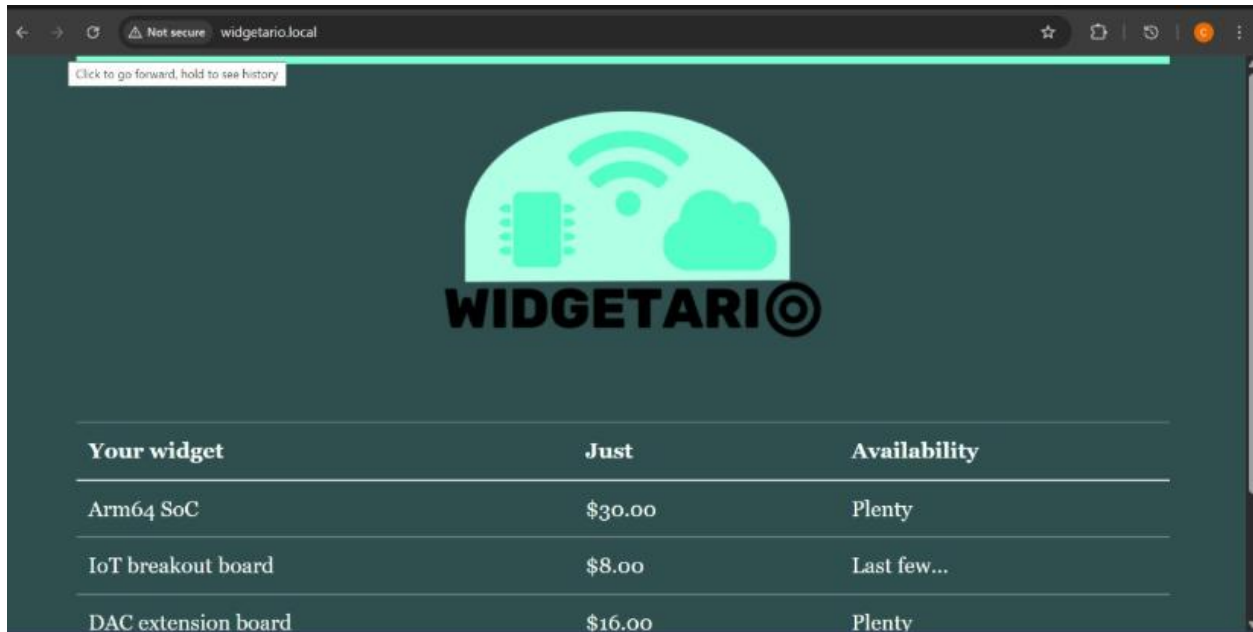 Not secure widgetario.local C
Click to go forward, hold to see history
WIDGETARIO
Your widget Just Availability
Arm64 SoC $30.00 Plenty
IoT breakout board $8.00 Last few...
DAC extension board $16.00 Plenty